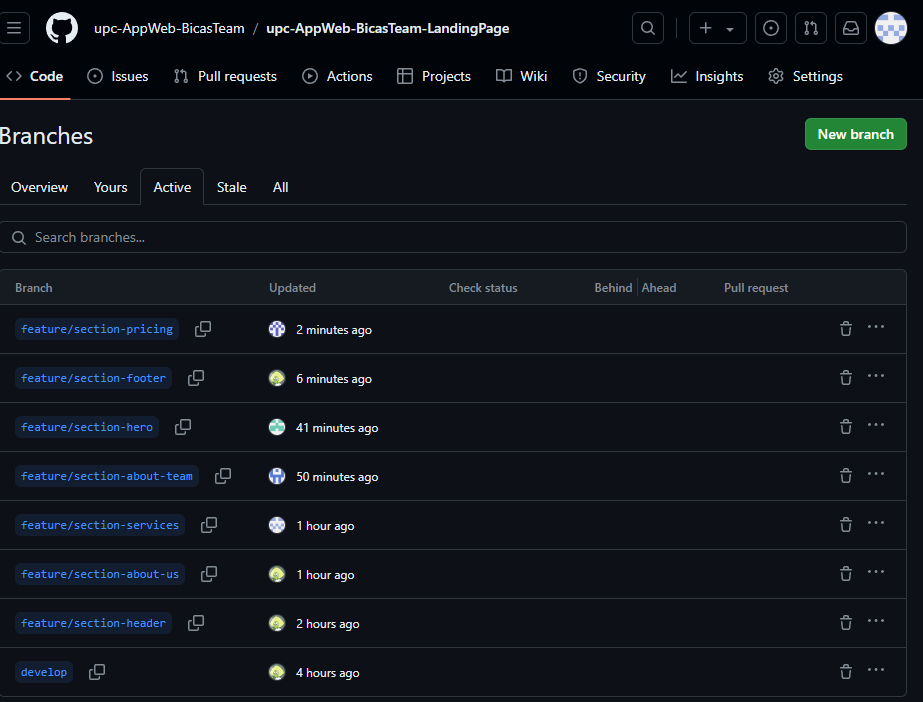 upc-AppWeb-BicasTeam / upc-AppWeb-BicasTeam-LandingPage
Code Issues Pull requests Actions Projects Wiki Security Insights Settings
Branches New branch
Overview Yours Active Stale All
Search branches...
Branch Updated Check status Behind Ahead Pull request
feature/section-pricing 2 minutes ago
feature/section-footer 6 minutes ago
feature/section-hero 41 minutes ago
feature/section-about-team 50 minutes ago
feature/section-services 1 hour ago
feature/section-about-us 1 hour ago
feature/section-header 2 hours ago
develop 4 hours ago